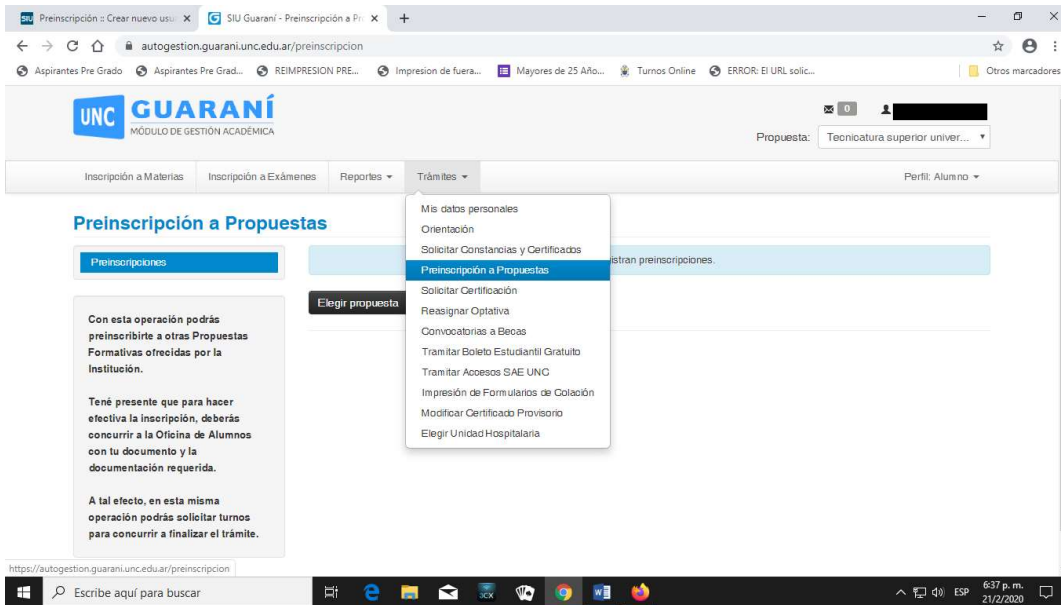 Preinscripción :: Crear nuevo usu
SIU Guaraní - Preinscripción a Pr
autogestion.guarani.unc.edu.ar/preinscripcion
Aspirantes Pre Grado
Aspirantes Pre Grad...
REIMPRESION PRE...
Impresion de fuera...
Mayores de 25 Año...
Turnos Online
ERROR: El URL solic...
Otros marcadores
UNC
GUARANÍ
MÓDULO DE GESTIÓN ACADÉMICA
0
Propuesta:
Tecnicatura superior univer...
Inscripción a Materias
Inscripción a Exámenes
Reportes
Trámites
Perfil: Alumno
Preinscripción a Propuestas
Preinscripciones
Con esta operación podrás
preinscribirte a otras Propuestas
Formativas ofrecidas por la
Institución.
Tené presente que para hacer
efectiva la inscripción, deberás
concurrir a la Oficina de Alumnos
con tu documento y la
documentación requerida.
A tal efecto, en esta misma
operación podrás solicitar turnos
para concurrir a finalizar el trámite.
istran preinscripciones.
Elegir propuesta
Mis datos personales
Orientación
Solicitar Constancias y Certificados
Preinscripción a Propuestas
Solicitar Certificación
Reasignar Optativa
Convocatorias a Becas
Tramitar Boleto Estudiantil Gratuito
Tramitar Accesos SAE UNC
Impresión de Formularios de Colación
Modificar Certificado Provisorio
Elegir Unidad Hospitalaria
https://autogestion.guarani.unc.edu.ar/preinscripcion
Escribe aquí para buscar
ESP
6:37 p. m.
21/2/2020